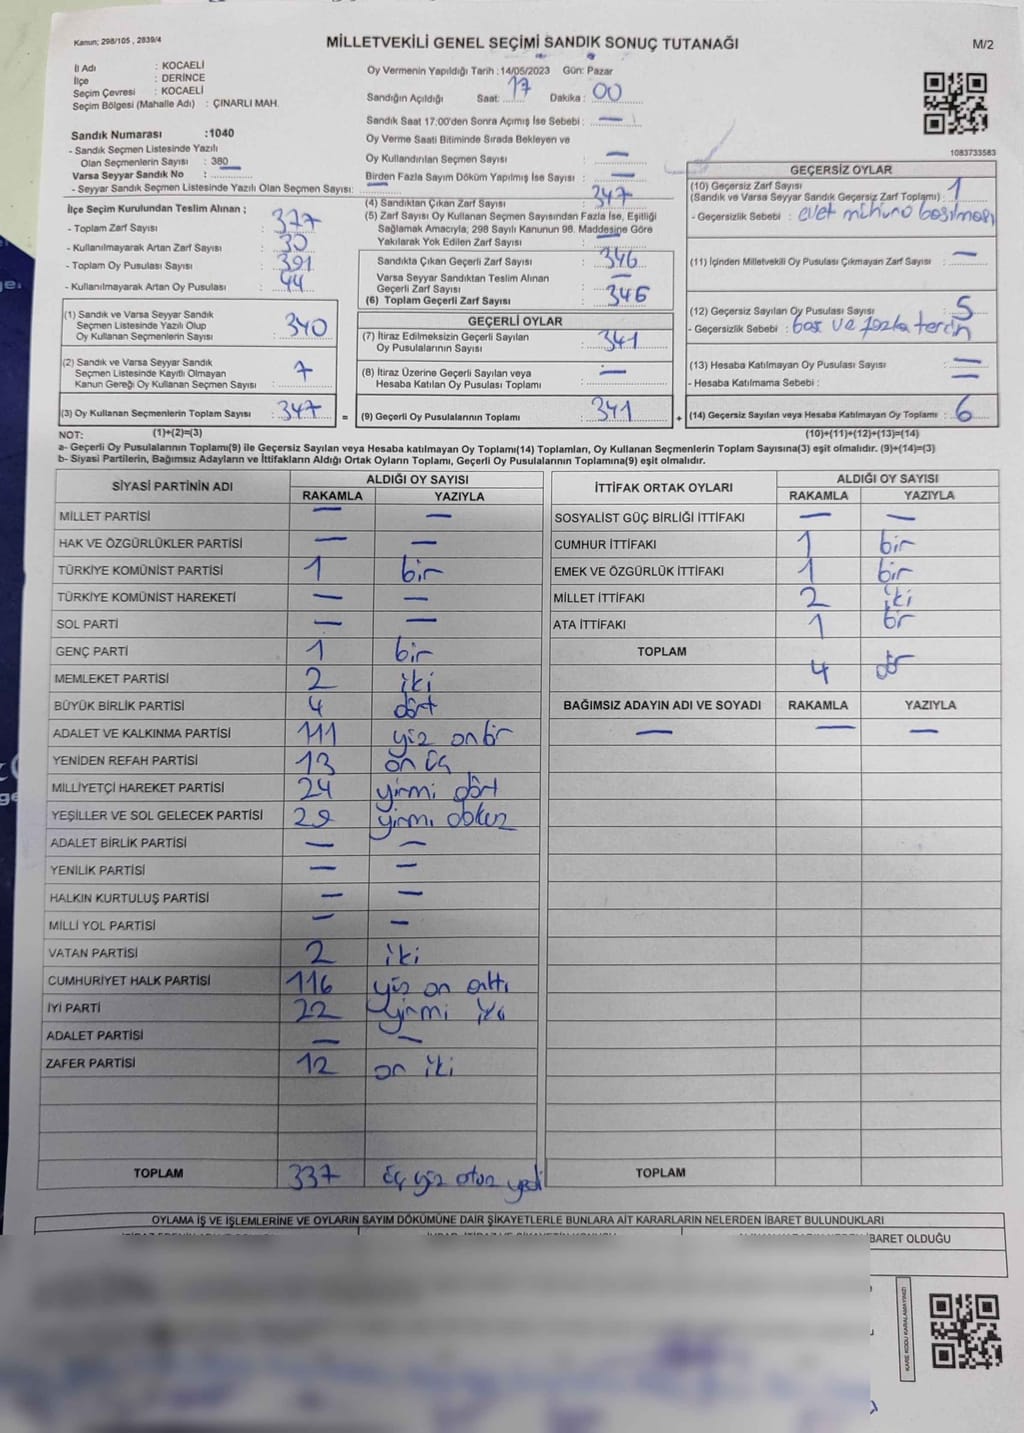 Kanun; 298/105 , 2839/4
MİLLETVEKİLİ GENEL SEÇİMİ SANDIK SONUÇ TUTANAĞI
M/2
İl Adı : KOCAELİ
İlçe : DERİNCE
Seçim Çevresi : KOCAELİ
Seçim Bölgesi (Mahalle Adı) : ÇINARLI MAH.
Sandık Numarası :1040
- Sandık Seçmen Listesinde Yazılı
Olan Seçmenlerin Sayısı : 380
Varsa Seyyar Sandık No :
- Seyyar Sandık Seçmen Listesinde Yazılı Olan Seçmen Sayısı:
İlçe Seçim Kurulundan Teslim Alınan ;
- Toplam Zarf Sayısı : 377
- Kullanılmayarak Artan Zarf Sayısı : 30
- Toplam Oy Pusulası Sayısı : 391
- Kullanılmayarak Artan Oy Pusulası : 44
(1) Sandık ve Varsa Seyyar Sandık
Seçmen Listesinde Yazılı Olup
Oy Kullanan Seçmenlerin Sayısı : 340
(2) Sandık ve Varsa Seyyar Sandık
Seçmen Listesinde Kayıtlı Olmayan
Kanun Gereği Oy Kullanan Seçmen Sayısı : 7
(3) Oy Kullanan Seçmenlerin Toplam Sayısı : 347 =
Oy Vermenin Yapıldığı Tarih : 14/05/2023 Gün: Pazar
Sandığın Açıldığı Saat: 17 Dakika : 00
Sandık Saat 17:00'den Sonra Açımış İse Sebebi : —
Oy Verme Saati Bitiminde Sırada Bekleyen ve
Oy Kullandırılan Seçmen Sayısı : —
Birden Fazla Sayım Döküm Yapılmış İse Sayısı : —
(4) Sandıktan Çıkan Zarf Sayısı : 347
(5) Zarf Sayısı Oy Kullanan Seçmen Sayısından Fazla İse, Eşitliği
Sağlamak Amacıyla; 298 Sayılı Kanunun 98. Maddesine Göre
Yakılarak Yok Edilen Zarf Sayısı : —
Sandıkta Çıkan Geçerli Zarf Sayısı : 346
Varsa Seyyar Sandıktan Teslim Alınan
Geçerli Zarf Sayısı : —
(6) Toplam Geçerli Zarf Sayısı : 346
GEÇERLİ OYLAR
(7) İtiraz Edilmeksizin Geçerli Sayılan
Oy Pusulalarının Sayısı : 341
(8) İtiraz Üzerine Geçerli Sayılan veya
Hesaba Katılan Oy Pusulası Toplamı : —
(9) Geçerli Oy Pusulalarının Toplamı : 341 +
1083733583
GEÇERSİZ OYLAR
(10) Geçersiz Zarf Sayısı
(Sandık ve Varsa Seyyar Sandık Geçersiz Zarf Toplamı) : 1
- Geçersizlik Sebebi : evet mührü basılması
(11) İçinden Milletvekili Oy Pusulası Çıkmayan Zarf Sayısı : —
(12) Geçersiz Sayılan Oy Pusulası Sayısı : 5
- Geçersizlik Sebebi : boş ve fazla tercih
(13) Hesaba Katılmayan Oy Pusulası Sayısı : —
- Hesaba Katılmama Sebebi : —
(14) Geçersiz Sayılan veya Hesaba Katılmayan Oy Toplamı : 6
NOT: (1)+(2)=(3) (10)+(11)+(12)+(13)=(14)
a- Geçerli Oy Pusulalarının Toplamı(9) ile Geçersiz Sayılan veya Hesaba katılmayan Oy Toplamı(14) Toplamları, Oy Kullanan Seçmenlerin Toplam Sayısına(3) eşit olmalıdır. (9)+(14)=(3)
b- Siyasi Partilerin, Bağımsız Adayların ve İttifakların Aldığı Ortak Oyların Toplamı, Geçerli Oy Pusulalarının Toplamına(9) eşit olmalıdır.
SİYASİ PARTİNİN ADI ALDIĞI OY SAYISI
RAKAMLA YAZIYLA
MİLLET PARTİSİ — —
HAK VE ÖZGÜRLÜKLER PARTİSİ — —
TÜRKİYE KOMÜNİST PARTİSİ 1 bir
TÜRKİYE KOMÜNİST HAREKETİ — —
SOL PARTİ — —
GENÇ PARTİ 1 bir
MEMLEKET PARTİSİ 2 iki
BÜYÜK BİRLİK PARTİSİ 4 dört
ADALET VE KALKINMA PARTİSİ 111 yüz onbir
YENİDEN REFAH PARTİSİ 13 on üç
MİLLİYETÇİ HAREKET PARTİSİ 24 yirmi dört
YEŞİLLER VE SOL GELECEK PARTİSİ 29 yirmi dokuz
ADALET BİRLİK PARTİSİ — —
YENİLİK PARTİSİ — —
HALKIN KURTULUŞ PARTİSİ — —
MİLLİ YOL PARTİSİ — —
VATAN PARTİSİ 2 iki
CUMHURİYET HALK PARTİSİ 116 yüz on altı
İYİ PARTİ 22 yirmi iki
ADALET PARTİSİ — —
ZAFER PARTİSİ 12 on iki
TOPLAM 337 üç yüz otuz yedi
İTTİFAK ORTAK OYLARI ALDIĞI OY SAYISI
RAKAMLA YAZIYLA
SOSYALİST GÜÇ BİRLİĞİ İTTİFAKI — —
CUMHUR İTTİFAKI 1 bir
EMEK VE ÖZGÜRLÜK İTTİFAKI 1 bir
MİLLET İTTİFAKI 2 iki
ATA İTTİFAKI 1 bir
TOPLAM 4
BAĞIMSIZ ADAYIN ADI VE SOYADI RAKAMLA YAZIYLA
— — —
TOPLAM
OYLAMA İŞ VE İŞLEMLERİNE VE OYLARIN SAYIM DÖKÜMÜNE DAİR ŞİKAYETLERLE BUNLARA AİT KARARLARIN NELERDEN İBARET BULUNDUKLARI
İBARET OLDUĞU
KARE KODU KARALAMAYINIZ!